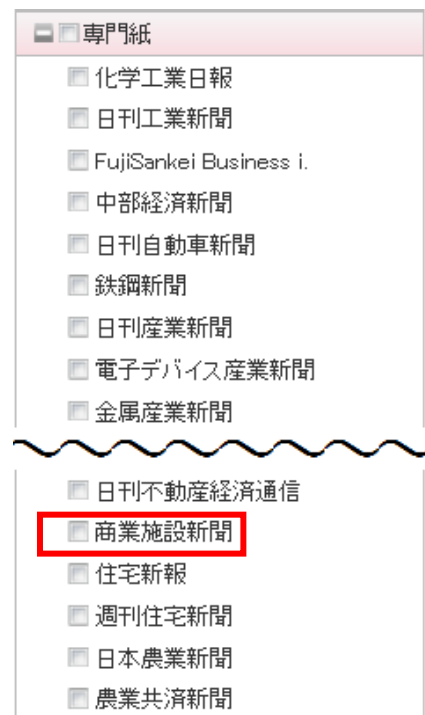 専門紙
化学工業日報
日刊工業新聞
FujiSankei Business i.
中部経済新聞
日刊自動車新聞
鉄鋼新聞
日刊産業新聞
電子デバイス産業新聞
金属産業新聞
日刊不動産経済通信
商業施設新聞
住宅新報
週刊住宅新聞
日本農業新聞
農業共済新聞